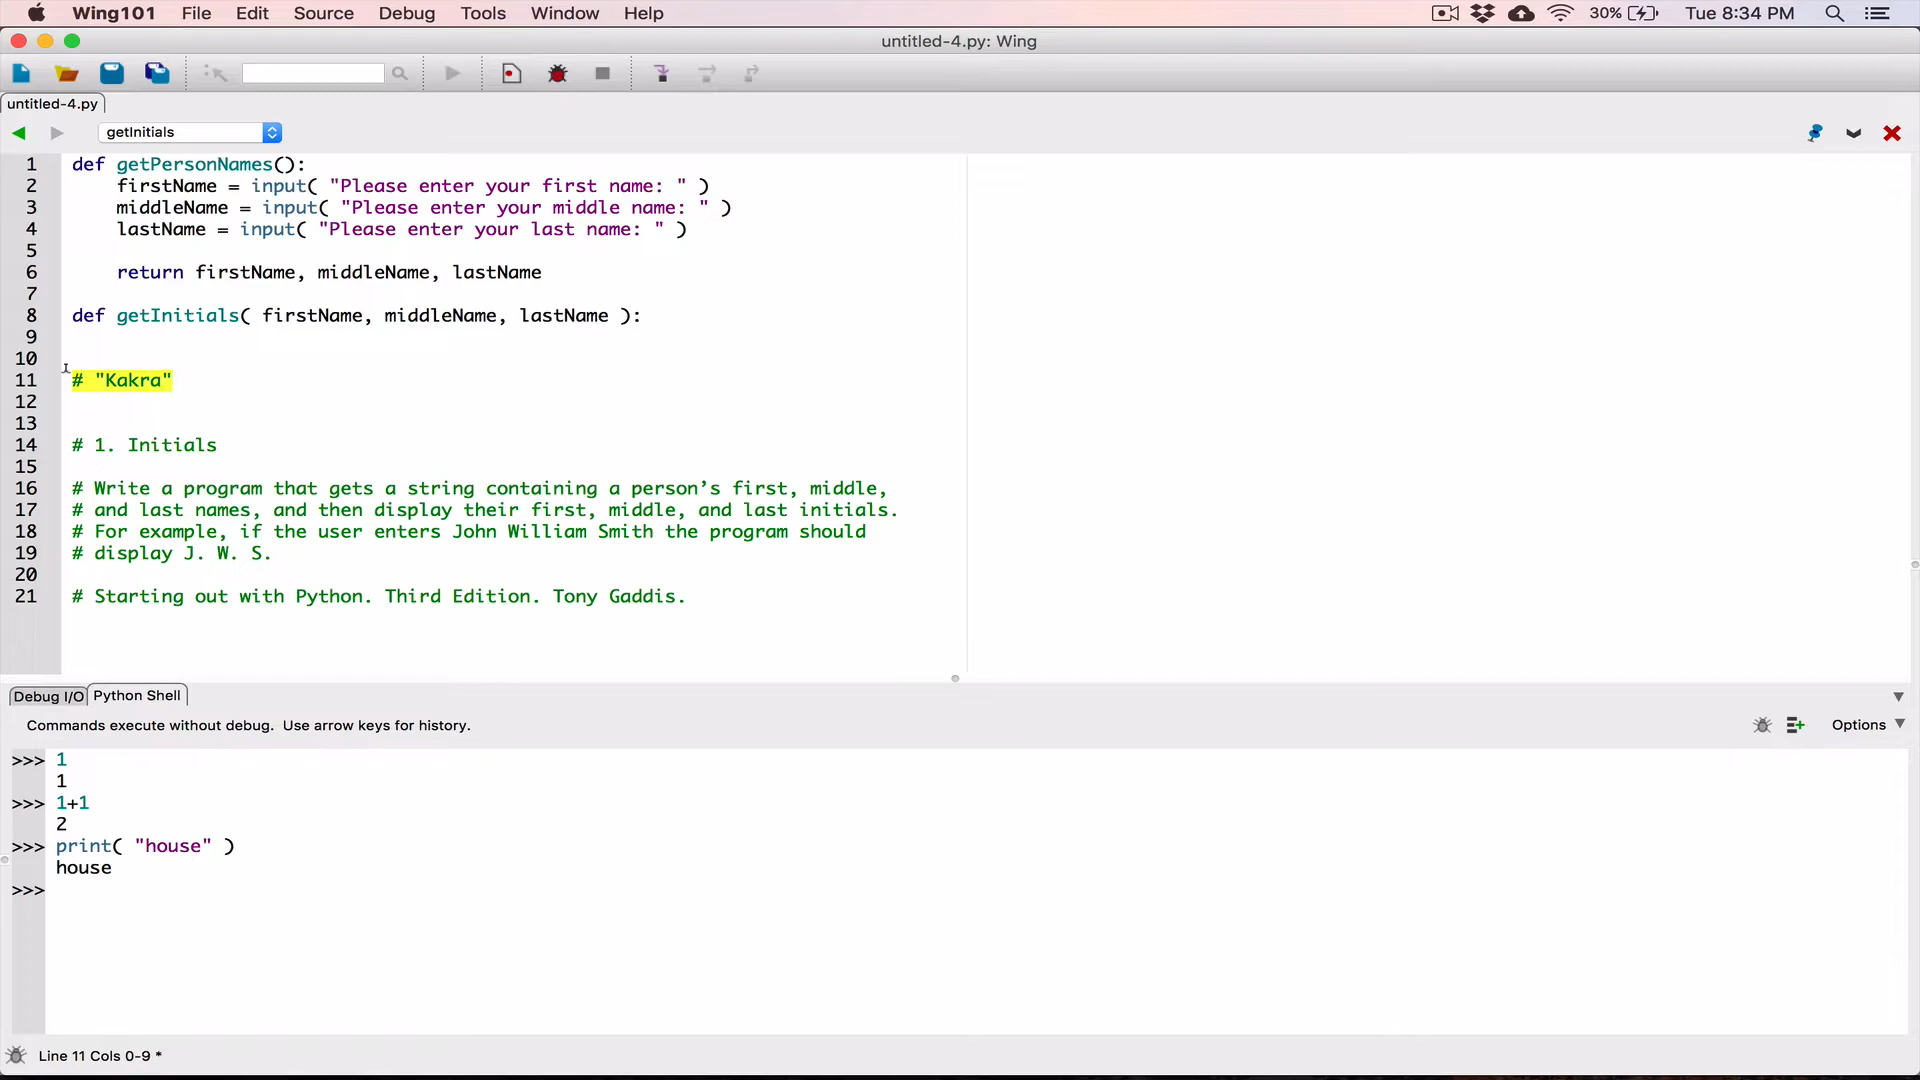 Wing101 File Edit Source Debug Tools Window Help 30% Tue 8:34 PM
untitled-4.py: Wing
untitled-4.py
getInitials
1 def getPersonNames():
2     firstName = input( "Please enter your first name: " )
3     middleName = input( "Please enter your middle name: " )
4     lastName = input( "Please enter your last name: " )
5
6     return firstName, middleName, lastName
7
8 def getInitials( firstName, middleName, lastName ):
9
10
11 # "Kakra"
12
13
14 # 1. Initials
15
16 # Write a program that gets a string containing a person’s first, middle,
17 # and last names, and then display their first, middle, and last initials.
18 # For example, if the user enters John William Smith the program should
19 # display J. W. S.
20
21 # Starting out with Python. Third Edition. Tony Gaddis.
Debug I/O Python Shell
Commands execute without debug. Use arrow keys for history. Options
>>> 1
1
>>> 1+1
2
>>> print( "house" )
house
>>>
Line 11 Cols 0-9 *